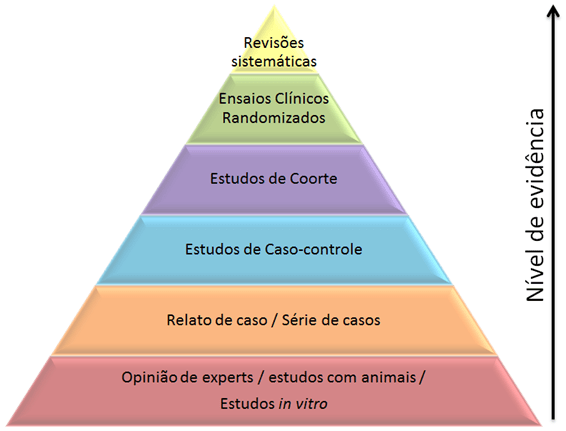 Revisões
sistemáticas
Ensaios Clínicos
Randomizados
Estudos de Coorte
Estudos de Caso-controle
Relato de caso / Série de casos
Opinião de experts / estudos com animais /
Estudos in vitro
Nível de evidência